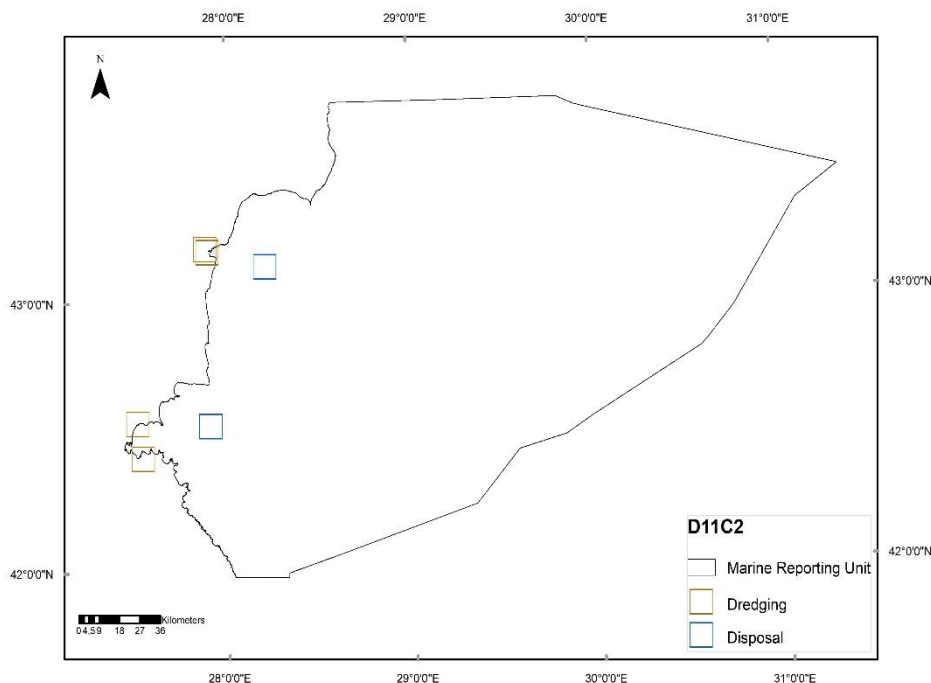 28°0'0"E 29°0'0"E 30°0'0"E 31°0'0"E
N
43°0'0"N 43°0'0"N
42°0'0"N 42°0'0"N
D11C2
Marine Reporting Unit
Dredging
Disposal
Kilometers
0 4,5 9 18 27 36
28°0'0"E 29°0'0"E 30°0'0"E 31°0'0"E